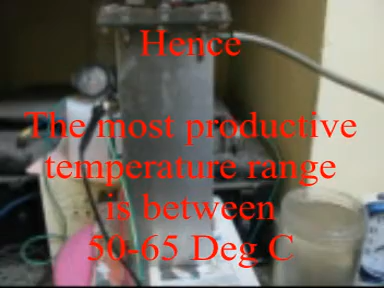 Hence
The most productive
temperature range
is between
50-65 Deg C